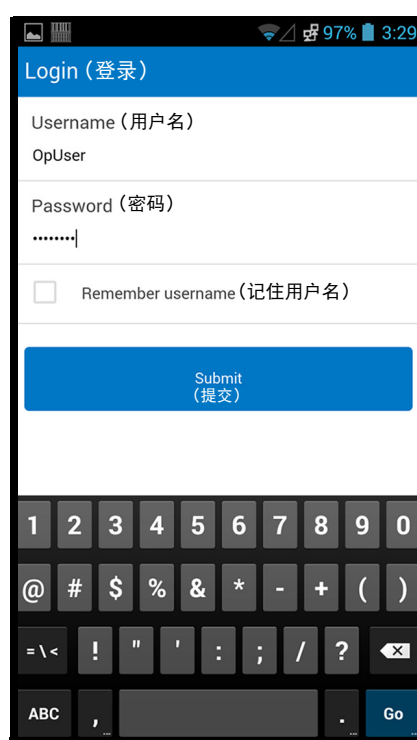 97% 3:29
Login (登录)
Username (用户名)
OpUser
Password (密码)
••••••••
Remember username (记住用户名)
Submit
(提交)
1 2 3 4 5 6 7 8 9 0
@ # $ % & * - + ( )
= \ < ! " ' : ; / ?
ABC , . Go